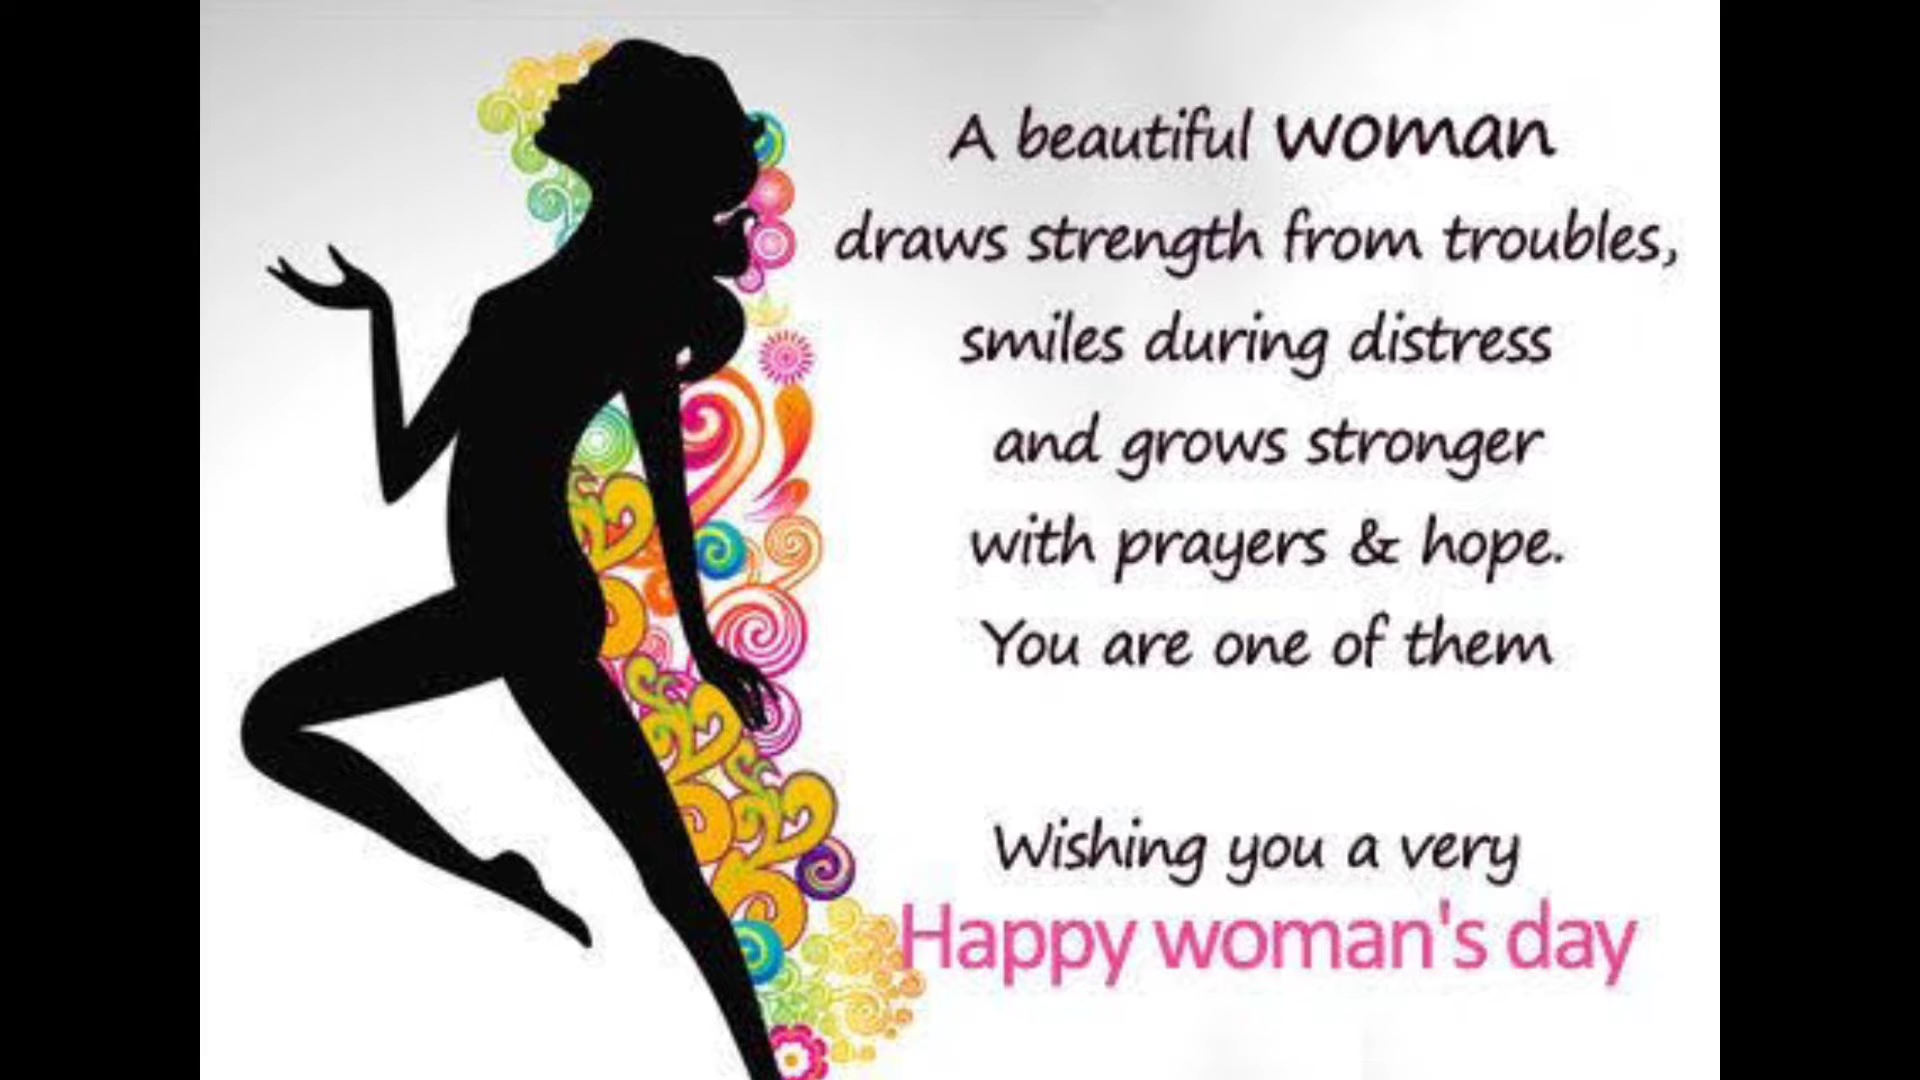 A beautiful woman
draws strength from troubles,
smiles during distress
and grows stronger
with prayers & hope.
You are one of them
Wishing you a very
Happy woman's day